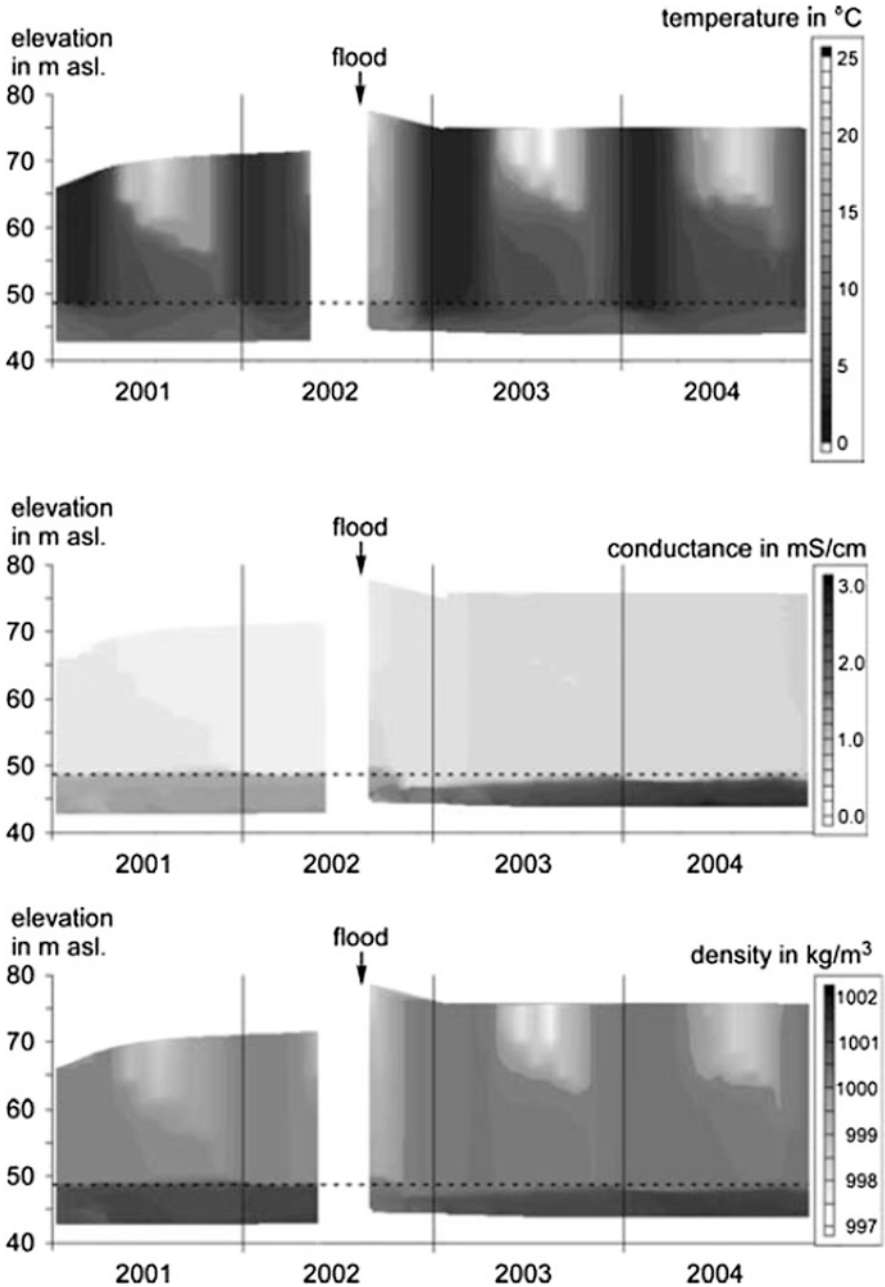 temperature in °C
elevation
in m asl.
flood
80
70
60
50
40
25
20
15
10
5
0
2001 2002 2003 2004
elevation
in m asl.
flood
conductance in mS/cm
80
70
60
50
40
3.0
2.0
1.0
0.0
2001 2002 2003 2004
elevation
in m asl.
flood
density in kg/m³
80
70
60
50
40
1002
1001
1000
999
998
997
2001 2002 2003 2004